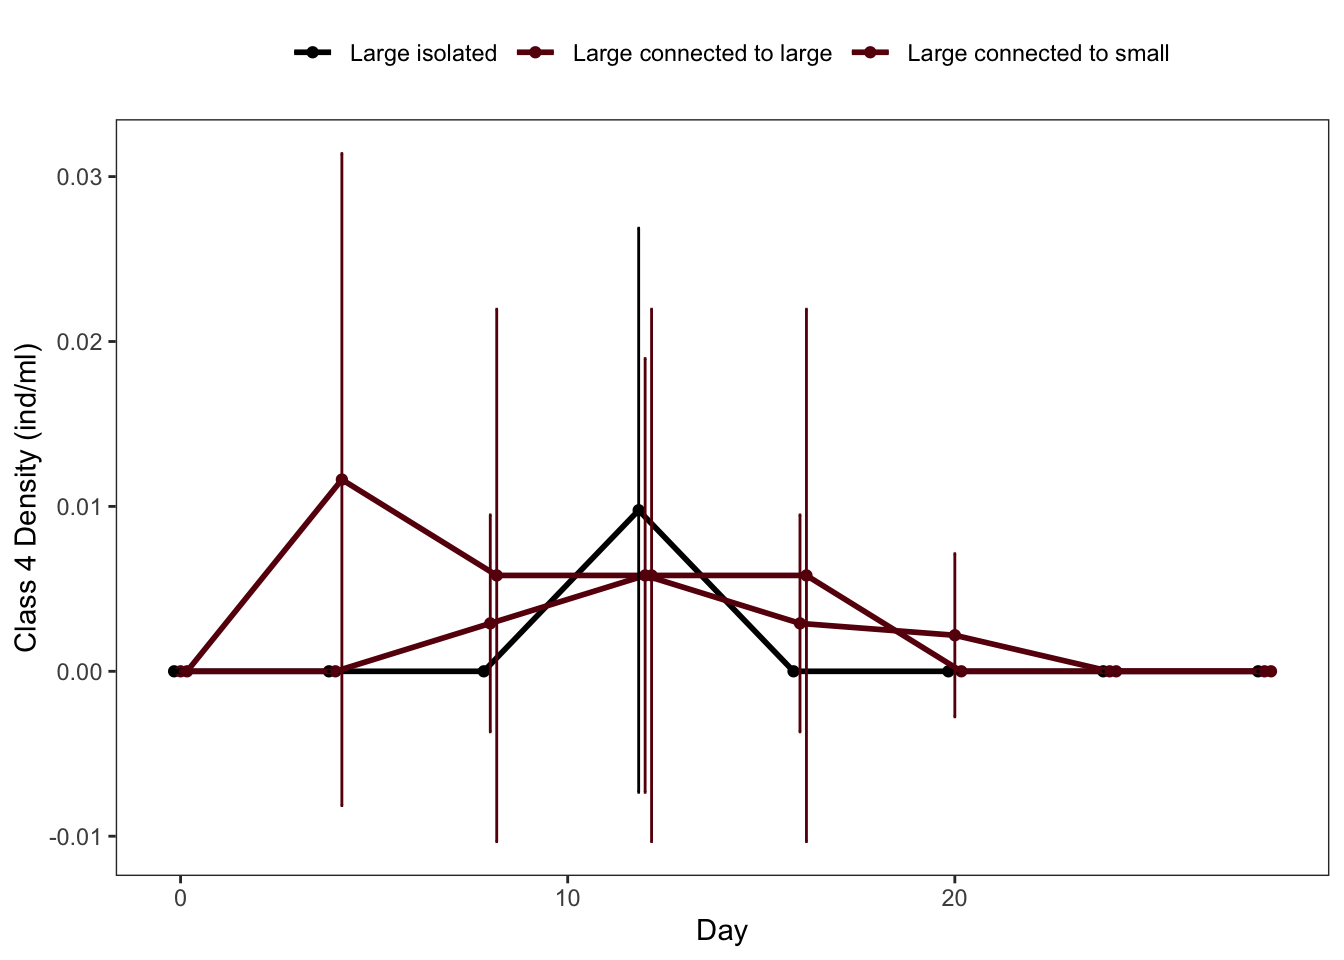 Large isolated Large connected to large Large connected to small
0.03
0.02
0.01
0.00
-0.01
Class 4 Density (ind/ml)
0 10 20
Day